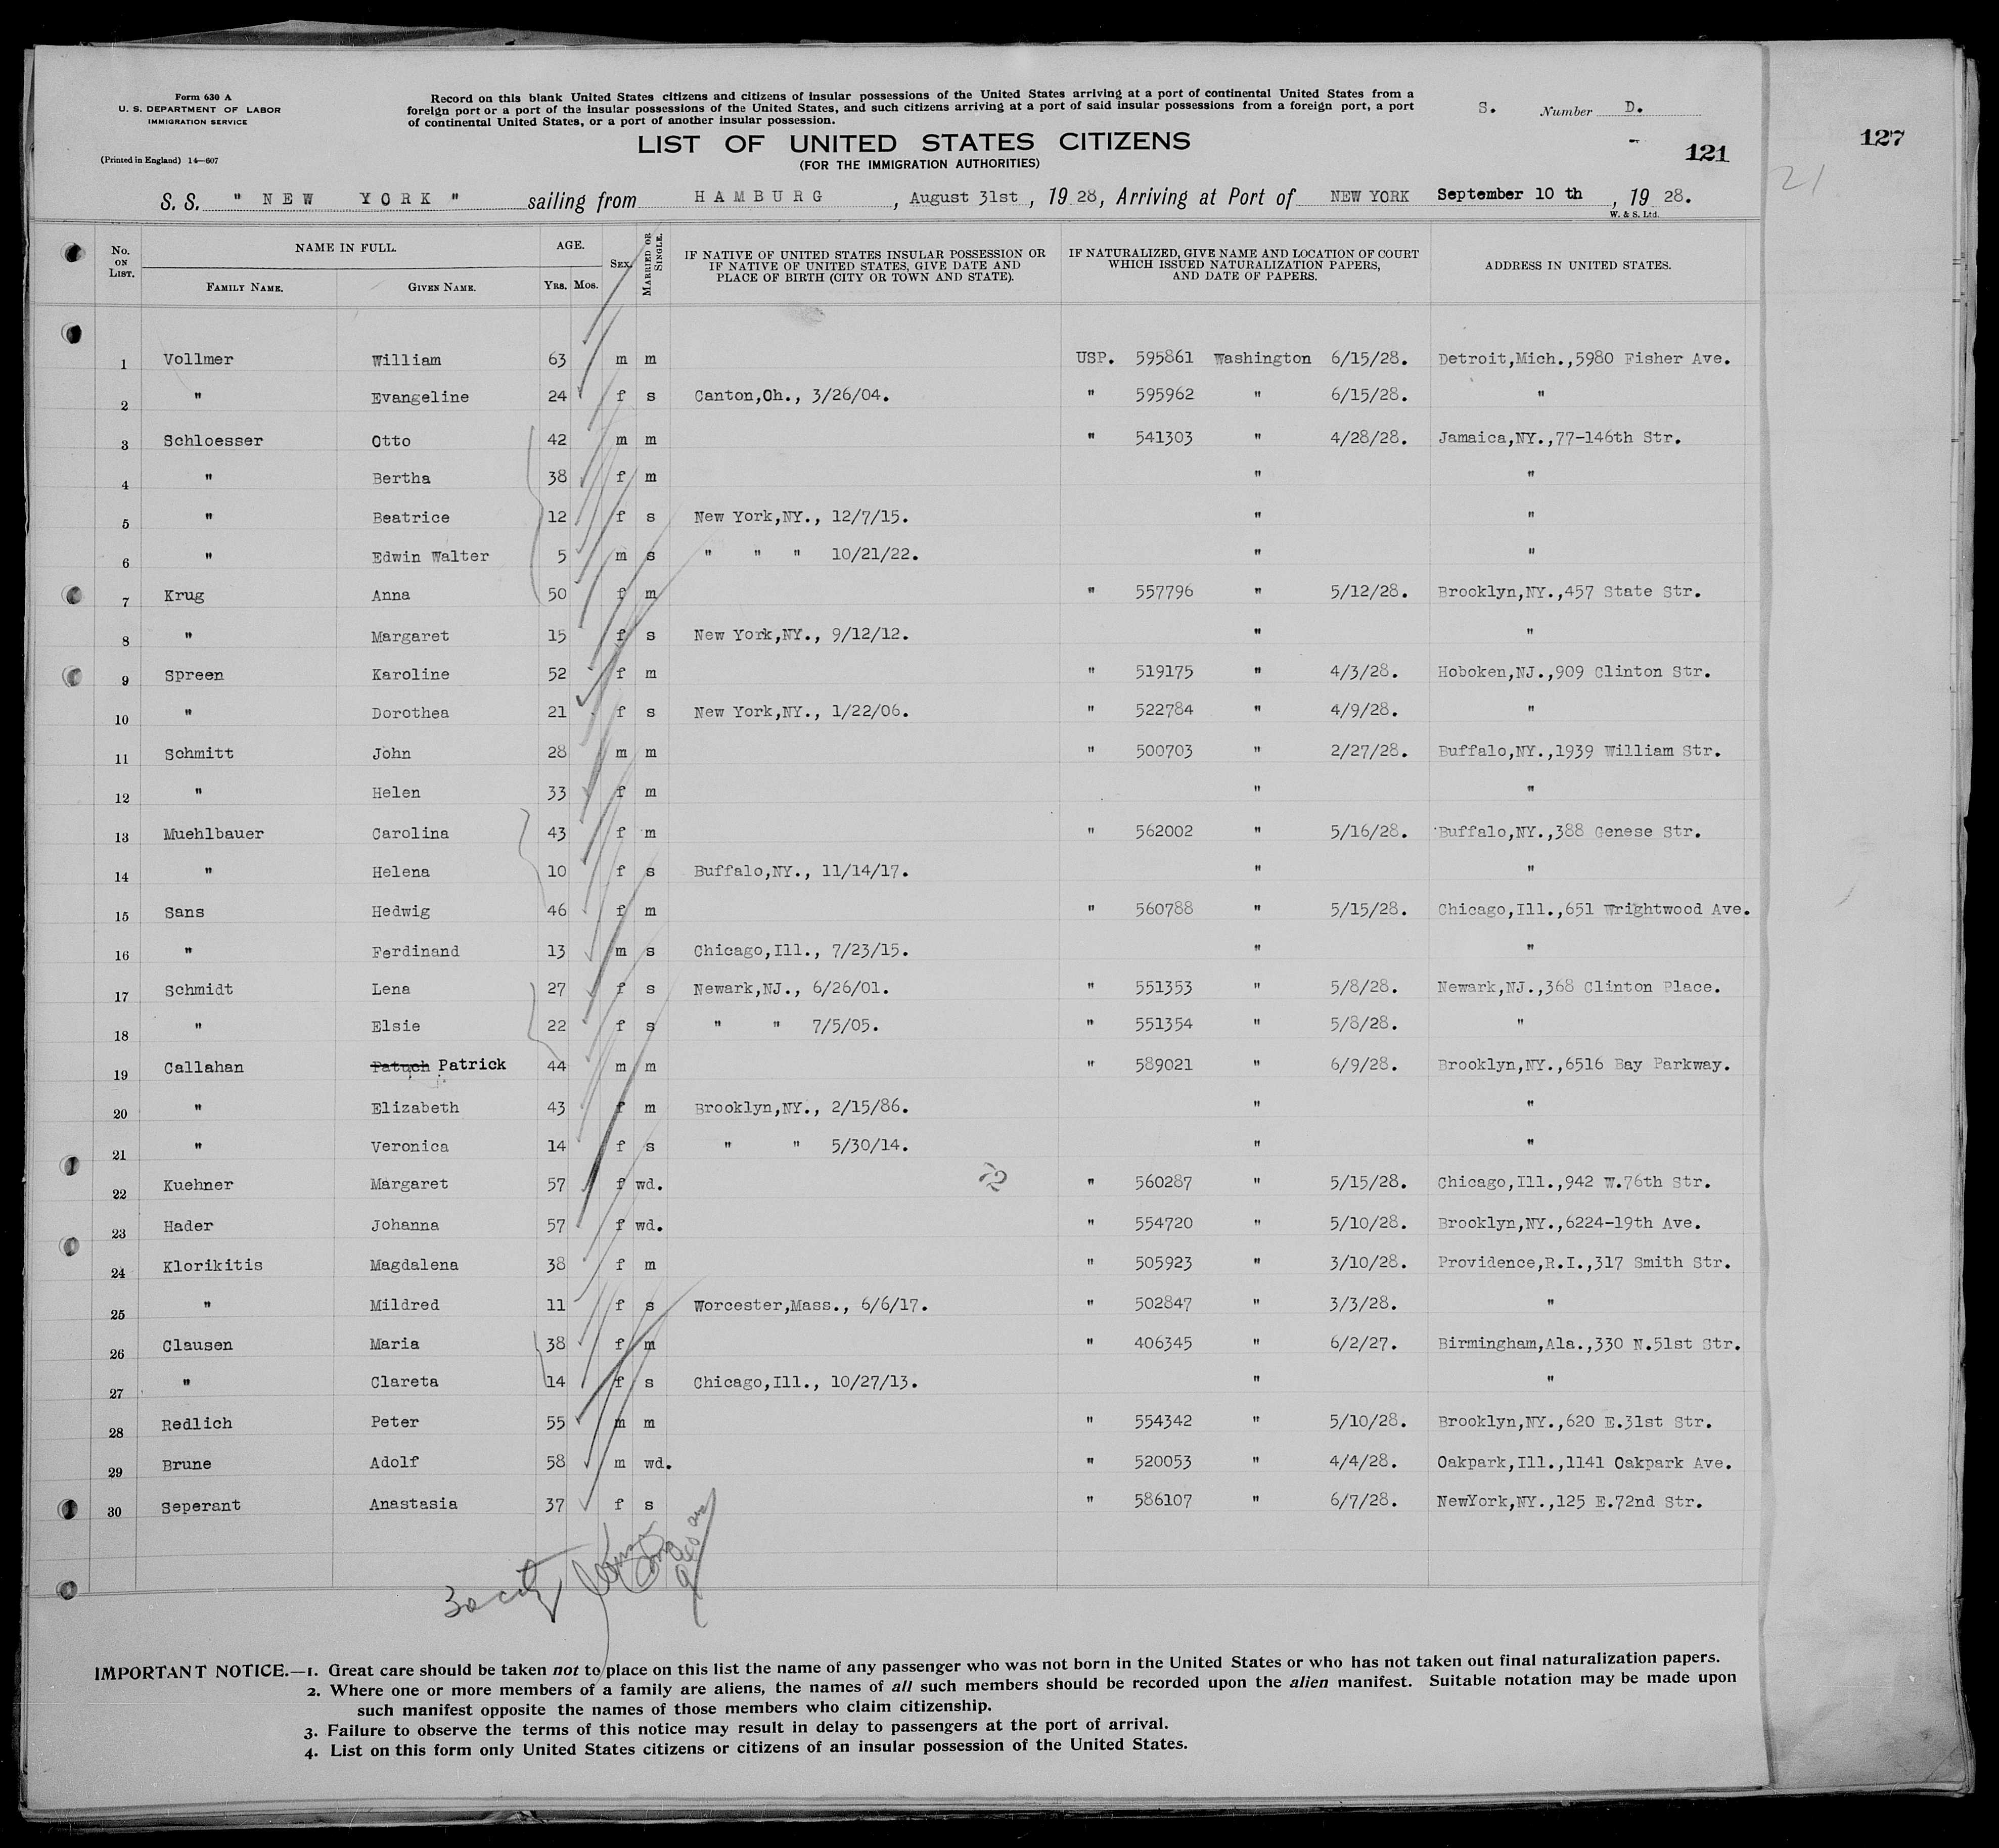 Form 630 A
U. S. DEPARTMENT OF LABOR
IMMIGRATION SERVICE
(Printed in England) 14—607
Record on this blank United States citizens and citizens of insular possessions of the United States arriving at a port of continental United States from a
foreign port or a port of the insular possessions of the United States, and such citizens arriving at a port of said insular possessions from a foreign port, a port
of continental United States, or a port of another insular possession.
S. Number D.
LIST OF UNITED STATES CITIZENS
(FOR THE IMMIGRATION AUTHORITIES)
121
127
21
S. S. " NEW YORK " sailing from HAMBURG, August 31st, 19 28, Arriving at Port of NEW YORK September 10 th, 19 28.
W. & S. Ltd.
No. ON LIST. NAME IN FULL. AGE. SEX. MARRIED OR SINGLE. IF NATIVE OF UNITED STATES INSULAR POSSESSION OR IF NATIVE OF UNITED STATES, GIVE DATE AND PLACE OF BIRTH (CITY OR TOWN AND STATE). IF NATURALIZED, GIVE NAME AND LOCATION OF COURT WHICH ISSUED NATURALIZATION PAPERS, AND DATE OF PAPERS. ADDRESS IN UNITED STATES.
FAMILY NAME. GIVEN NAME. YRS. MOS.
1 Vollmer William 63 m m USP. 595861 Washington 6/15/28. Detroit,Mich.,5980 Fisher Ave.
2 " Evangeline 24 f s Canton,Oh., 3/26/04. " 595962 " 6/15/28. "
3 Schloesser Otto 42 m m " 541303 " 4/28/28. Jamaica,NY.,77-146th Str.
4 " Bertha 38 f m " "
5 " Beatrice 12 f s New York,NY., 12/7/15. " "
6 " Edwin Walter 5 m s " " " 10/21/22. " "
7 Krug Anna 50 f m " 557796 " 5/12/28. Brooklyn,NY.,457 State Str.
8 " Margaret 15 f s New York,NY., 9/12/12. " "
9 Spreen Karoline 52 f m " 519175 " 4/3/28. Hoboken,NJ.,909 Clinton Str.
10 " Dorothea 21 f s New York,NY., 1/22/06. " 522784 " 4/9/28. "
11 Schmitt John 28 m m " 500703 " 2/27/28. Buffalo,NY.,1939 William Str.
12 " Helen 33 f m " "
13 Muehlbauer Carolina 43 f m " 562002 " 5/16/28. Buffalo,NY.,388 Genese Str.
14 " Helena 10 f s Buffalo,NY., 11/14/17. " "
15 Sans Hedwig 46 f m " 560788 " 5/15/28. Chicago,Ill.,651 Wrightwood Ave.
16 " Ferdinand 13 m s Chicago,Ill., 7/23/15. " "
17 Schmidt Lena 27 f s Newark,NJ., 6/26/01. " 551353 " 5/8/28. Newark,NJ.,368 Clinton Place.
18 " Elsie 22 f s " " 7/5/05. " 551354 " 5/8/28. "
19 Callahan Patuch Patrick 44 m m " 589021 " 6/9/28. Brooklyn,NY.,6516 Bay Parkway.
20 " Elizabeth 43 f m Brooklyn,NY., 2/15/86. " "
21 " Veronica 14 f s " " 5/30/14. " "
22 Kuehner Margaret 57 f wd. " 560287 " 5/15/28. Chicago,Ill.,942 W.76th Str.
23 Hader Johanna 57 f wd. " 554720 " 5/10/28. Brooklyn,NY.,6224-19th Ave.
24 Klorikitis Magdalena 38 f m " 505923 " 3/10/28. Providence,R.I.,317 Smith Str.
25 " Mildred 11 f s Worcester,Mass., 6/6/17. " 502847 " 3/3/28. "
26 Clausen Maria 38 f m " 406345 " 6/2/27. Birmingham,Ala.,330 N.51st Str.
27 " Clareta 14 f s Chicago,Ill., 10/27/13. " "
28 Redlich Peter 55 m m " 554342 " 5/10/28. Brooklyn,NY.,620 E.31st Str.
29 Brune Adolf 58 m wd. " 520053 " 4/4/28. Oakpark,Ill.,1141 Oakpark Ave.
30 Seperant Anastasia 37 f s " 586107 " 6/7/28. NewYork,NY.,125 E.72nd Str.
IMPORTANT NOTICE.—1. Great care should be taken not to place on this list the name of any passenger who was not born in the United States or who has not taken out final naturalization papers.
2. Where one or more members of a family are aliens, the names of all such members should be recorded upon the alien manifest. Suitable notation may be made upon
such manifest opposite the names of those members who claim citizenship.
3. Failure to observe the terms of this notice may result in delay to passengers at the port of arrival.
4. List on this form only United States citizens or citizens of an insular possession of the United States.